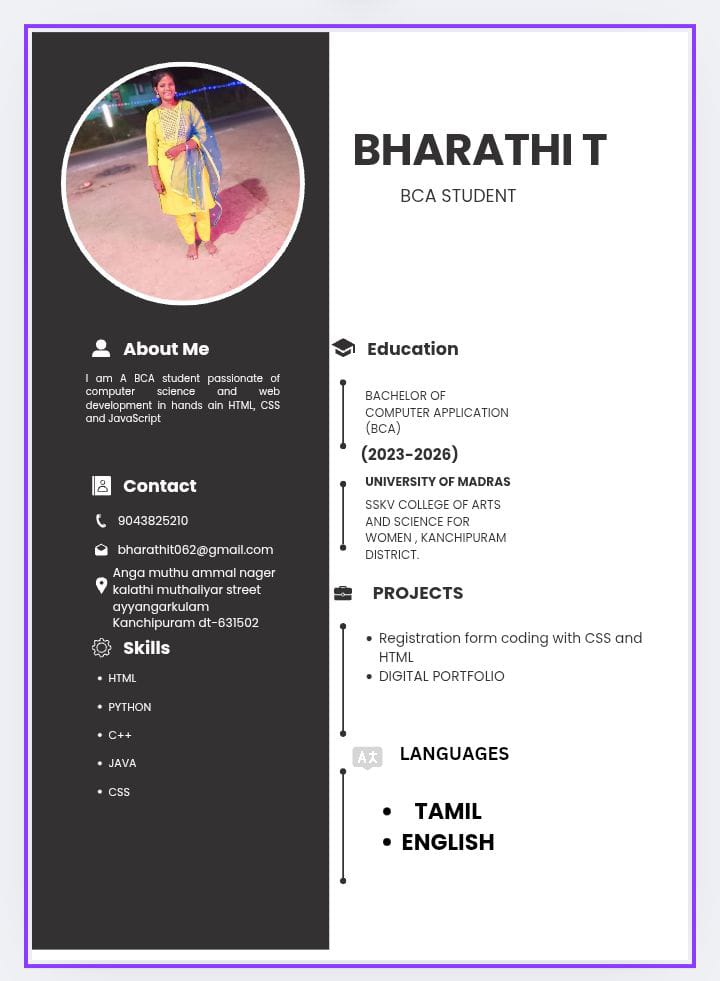 BHARATHI T
BCA STUDENT
About Me
I am A BCA student passionate of
computer science and web
development in hands ain HTML, CSS
and JavaScript
Contact
9043825210
bharathit062@gmail.com
Anga muthu ammal nager
kalathi muthaliyar street
ayyangarkulam
Kanchipuram dt-631502
Skills
• HTML
• PYTHON
• C++
• JAVA
• CSS
Education
BACHELOR OF
COMPUTER APPLICATION
(BCA)
(2023-2026)
UNIVERSITY OF MADRAS
SSKV COLLEGE OF ARTS
AND SCIENCE FOR
WOMEN , KANCHIPURAM
DISTRICT.
PROJECTS
• Registration form coding with CSS and
HTML
• DIGITAL PORTFOLIO
LANGUAGES
• TAMIL
• ENGLISH